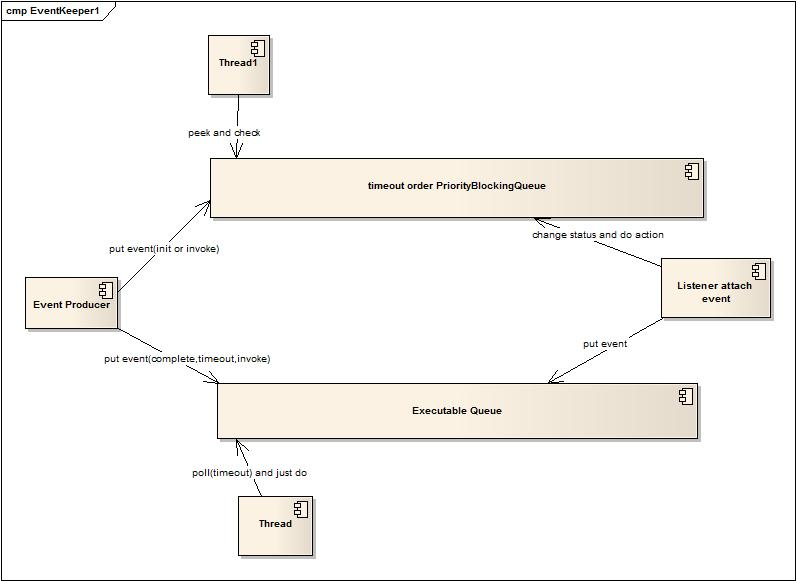 cmp EventKeeper1
Thread1
peek and check
timeout order PriorityBlockingQueue
change status and do action
put event(init or invoke)
Listener attach
event
Event Producer
put event
put event(complete,timeout,invoke)
Executable Queue
poll(timeout) and just do
Thread